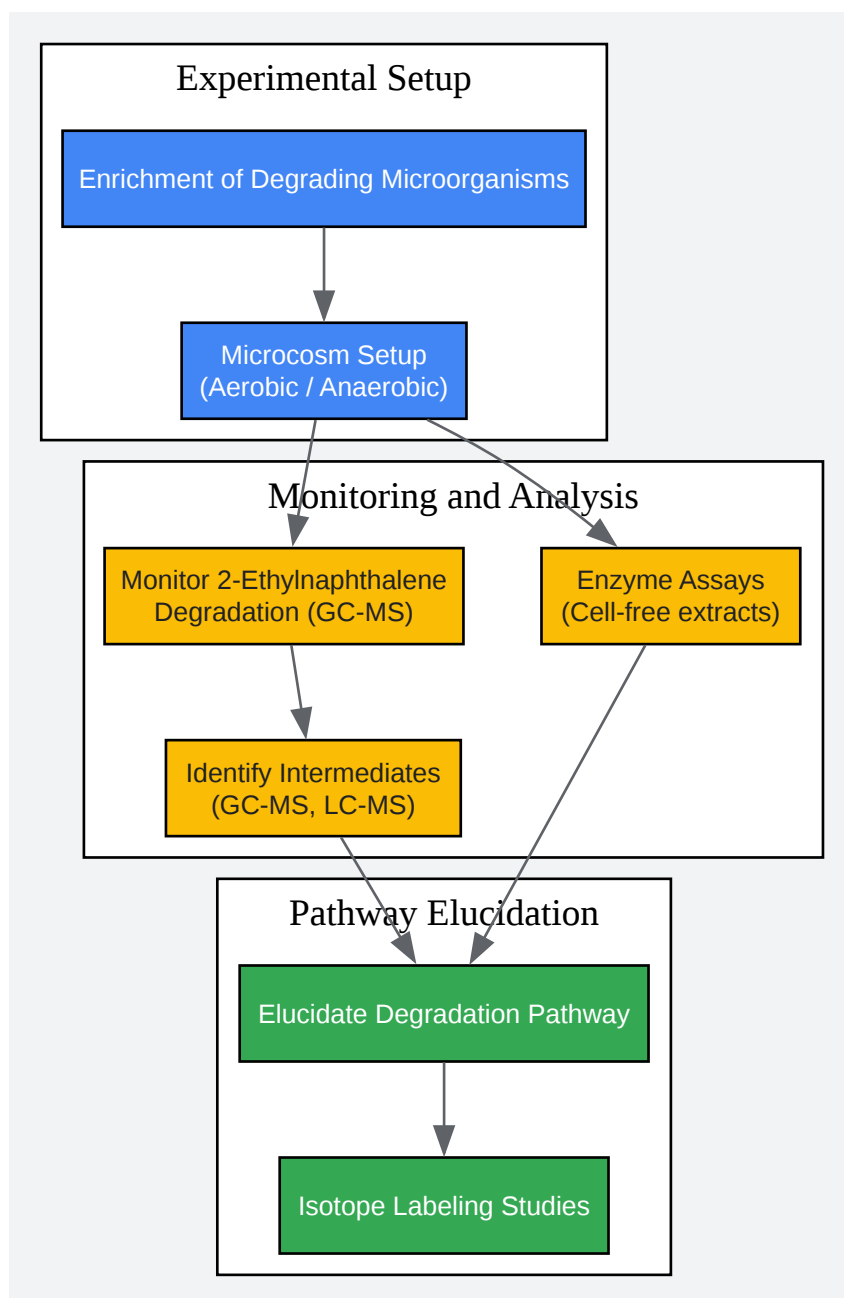 Experimental Setup
Enrichment of Degrading Microorganisms
Microcosm Setup
(Aerobic / Anaerobic)
Monitoring and Analysis
Monitor 2-Ethylnaphthalene
Degradation (GC-MS)
Enzyme Assays
(Cell-free extracts)
Identify Intermediates
(GC-MS, LC-MS)
Pathway Elucidation
Elucidate Degradation Pathway
Isotope Labeling Studies